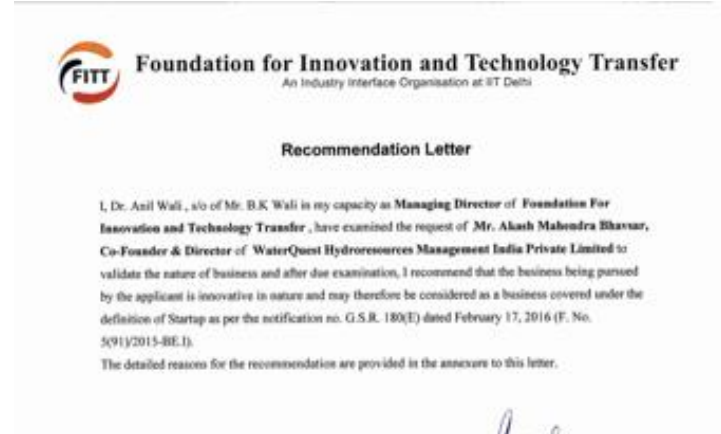 FITT
Foundation for Innovation and Technology Transfer
An Industry Interface Organisation at IIT Delhi
Recommendation Letter
I, Dr. Anil Wali , s/o of Mr. B.K Wali in my capacity as Managing Director of Foundation For
Innovation and Technology Transfer , have examined the request of Mr. Akash Mahendra Bhavsar,
Co-Founder & Director of WaterQuest Hydroresources Management India Private Limited to
validate the nature of business and after due examination, I recommend that the business being pursued
by the applicant is innovative in nature and may therefore be considered as a business covered under the
definition of Startup as per the notification no. G.S.R. 180(E) dated February 17, 2016 (F. No.
5(91)/2015-BE.I).
The detailed reasons for the recommendation are provided in the annexure to this letter.